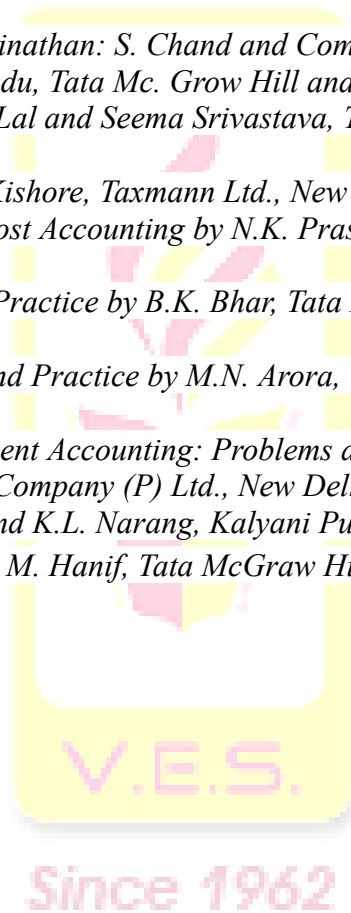 inathan: S. Chand and Com
du, Tata Mc. Grow Hill and
Lal and Seema Srivastava, T
Kishore, Taxmann Ltd., New
ost Accounting by N.K. Pras
Practice by B.K. Bhar, Tata
nd Practice by M.N. Arora,
ent Accounting: Problems a
Company (P) Ltd., New Del
nd K.L. Narang, Kalyani Pu
M. Hanif, Tata McGraw Hi
V.E.S.
Since 1962